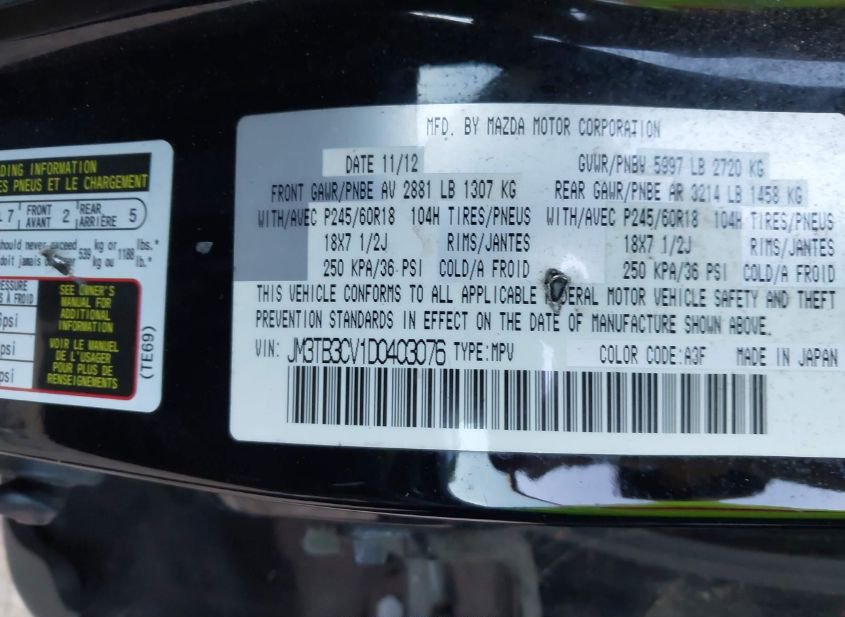 DING INFORMATION
ES PNEUS ET LE CHARGEMENT
FRONT AVANT 2 REAR ARRIÈRE 5
should never exceed 539 kg or 1188 lbs.*
doit jamais 539 kg ou 1188 lb.*
SEE OWNER'S
MANUAL FOR
ADDITIONAL
INFORMATION
VOIR LE MANUEL
DE L'USAGER
POUR PLUS DE
RENSEIGNEMENTS
(TE69)
MFD. BY MAZDA MOTOR CORPORATION
DATE 11/12 GVWR/PNBW 5997 LB 2720 KG
FRONT GAWR/PNBE AV 2881 LB 1307 KG REAR GAWR/PNBE AR 3214 LB 1458 KG
WITH/AVEC P245/60R18 104H TIRES/PNEUS WITH/AVEC P245/60R18 104H TIRES/PNEUS
18X7 1/2J RIMS/JANTES 18X7 1/2J RIMS/JANTES
250 KPA/36 PSI COLD/A FROID 250 KPA/36 PSI COLD/A FROID
THIS VEHICLE CONFORMS TO ALL APPLICABLE FEDERAL MOTOR VEHICLE SAFETY AND THEFT
PREVENTION STANDARDS IN EFFECT ON THE DATE OF MANUFACTURE SHOWN ABOVE.
VIN: JM3TB3CV1D0403076 TYPE:MPV COLOR CODE:A3F MADE IN JAPAN